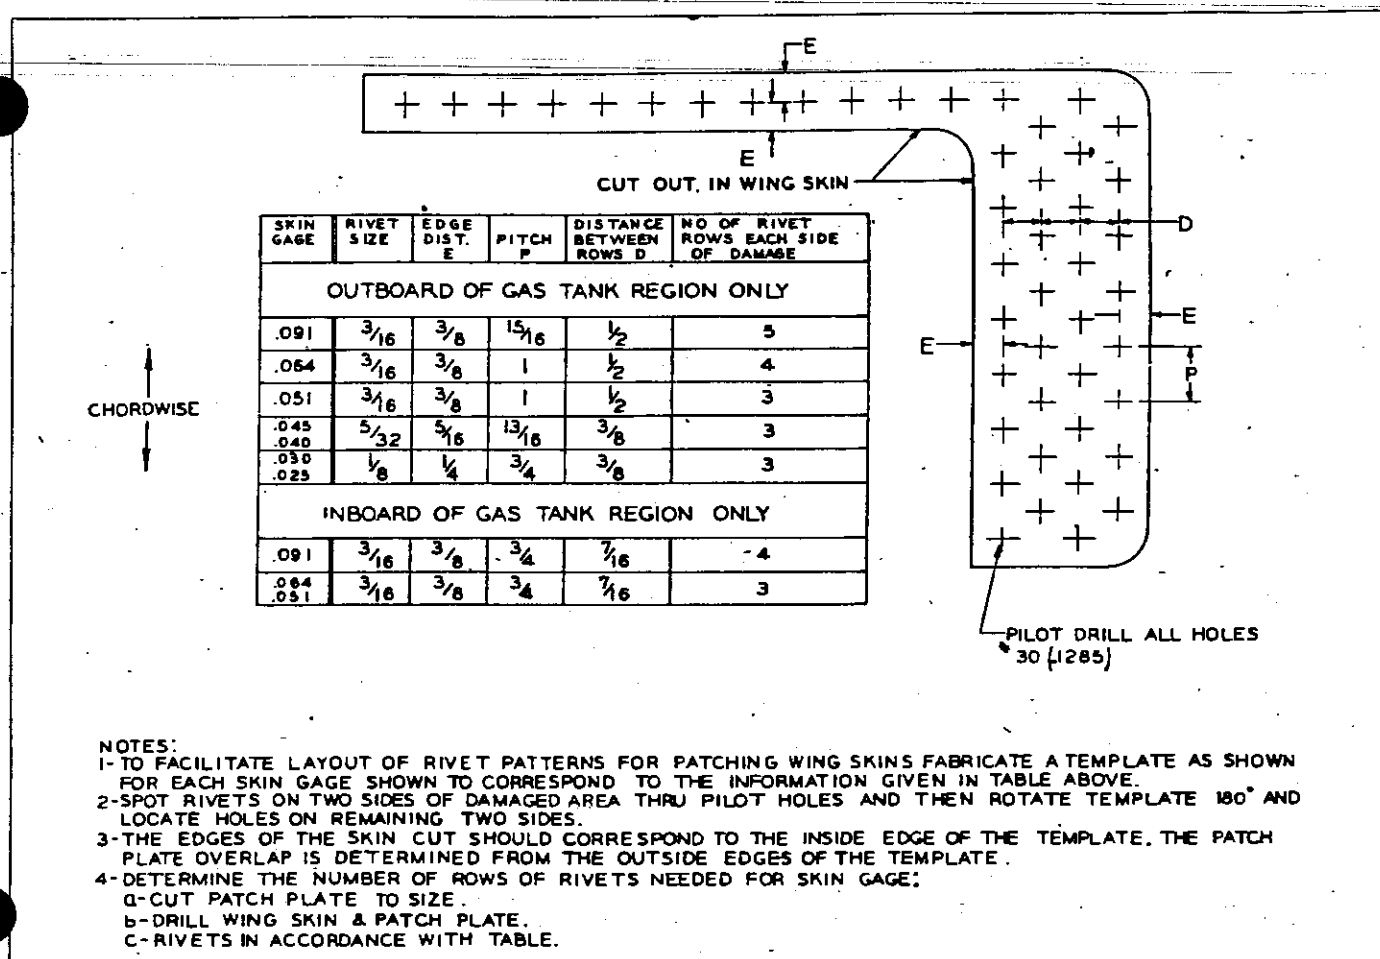 E
E
CUT OUT, IN WING SKIN
D
E
E
P
CHORDWISE
SKIN GAGE | RIVET SIZE | EDGE DIST. E | PITCH P | DISTANCE BETWEEN ROWS D | NO OF RIVET ROWS EACH SIDE OF DAMAGE
OUTBOARD OF GAS TANK REGION ONLY
.091 3/16 3/8 15/16 1/2 5
.064 3/16 3/8 1 1/2 4
.051 3/16 3/8 1 1/2 3
.045 .040 5/32 5/16 13/16 3/8 3
.030 .025 1/8 1/4 3/4 3/8 3
INBOARD OF GAS TANK REGION ONLY
.091 3/16 3/8 3/4 7/16 4
.064 .051 3/16 3/8 3/4 7/16 3
PILOT DRILL ALL HOLES
#30 (.1285)
NOTES:
1-TO FACILITATE LAYOUT OF RIVET PATTERNS FOR PATCHING WING SKINS FABRICATE A TEMPLATE AS SHOWN
FOR EACH SKIN GAGE SHOWN TO CORRESPOND TO THE INFORMATION GIVEN IN TABLE ABOVE.
2-SPOT RIVETS ON TWO SIDES OF DAMAGED AREA THRU PILOT HOLES AND THEN ROTATE TEMPLATE 180° AND
LOCATE HOLES ON REMAINING TWO SIDES.
3-THE EDGES OF THE SKIN CUT SHOULD CORRESPOND TO THE INSIDE EDGE OF THE TEMPLATE. THE PATCH
PLATE OVERLAP IS DETERMINED FROM THE OUTSIDE EDGES OF THE TEMPLATE.
4-DETERMINE THE NUMBER OF ROWS OF RIVETS NEEDED FOR SKIN GAGE:
a-CUT PATCH PLATE TO SIZE.
b-DRILL WING SKIN & PATCH PLATE.
C-RIVETS IN ACCORDANCE WITH TABLE.